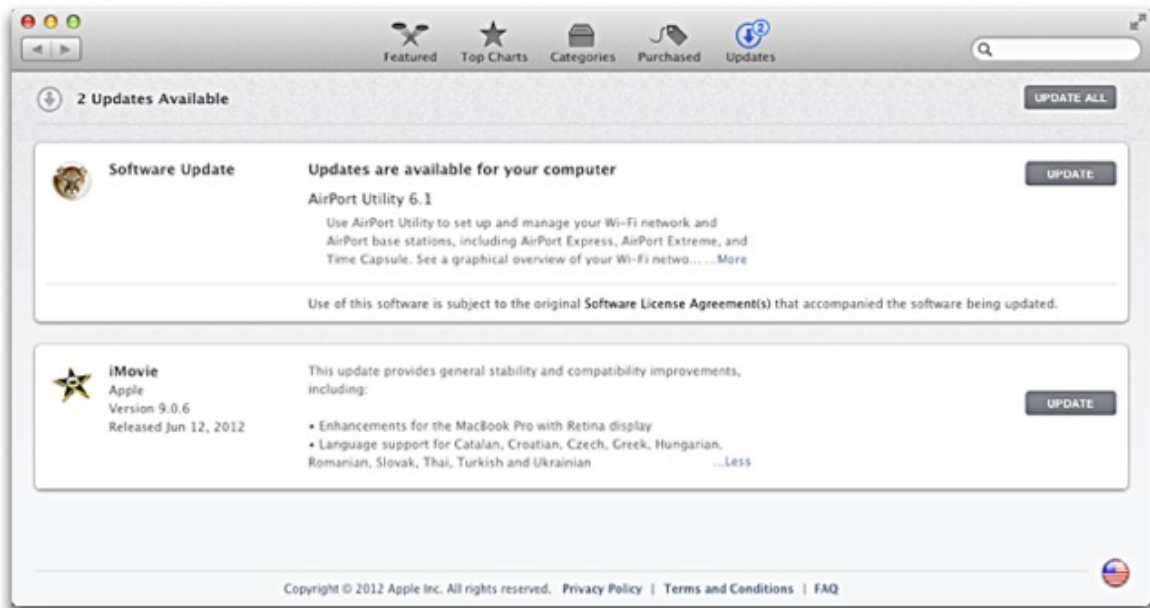 2
Featured Top Charts Categories Purchased Updates
2 Updates Available UPDATE ALL
Software Update Updates are available for your computer UPDATE
AirPort Utility 6.1
Use AirPort Utility to set up and manage your Wi-Fi network and
AirPort base stations, including AirPort Express, AirPort Extreme, and
Time Capsule. See a graphical overview of your Wi-Fi netwo... ...More
Use of this software is subject to the original Software License Agreement(s) that accompanied the software being updated.
iMovie
Apple
Version 9.0.6
Released Jun 12, 2012
This update provides general stability and compatibility improvements,
including:
• Enhancements for the MacBook Pro with Retina display
• Language support for Catalan, Croatian, Czech, Greek, Hungarian,
Romanian, Slovak, Thai, Turkish and Ukrainian ...Less
UPDATE
Copyright © 2012 Apple Inc. All rights reserved. Privacy Policy | Terms and Conditions | FAQ